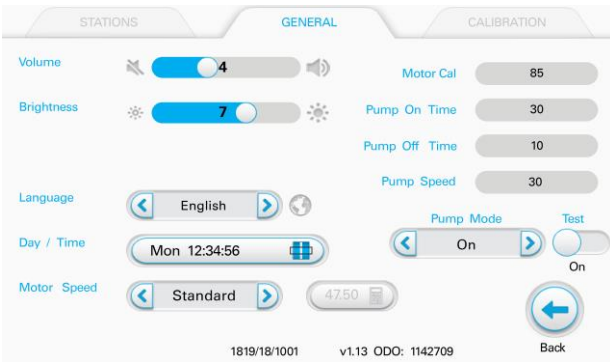 STATIONS GENERAL CALIBRATION
Volume 4 Motor Cal 85
Brightness 7 Pump On Time 30
Pump Off Time 10
Pump Speed 30
Language English
Pump Mode Test
Day / Time Mon 12:34:56 On
On
Motor Speed Standard 47.50
1819/18/1001 v1.13 ODO: 1142709 Back